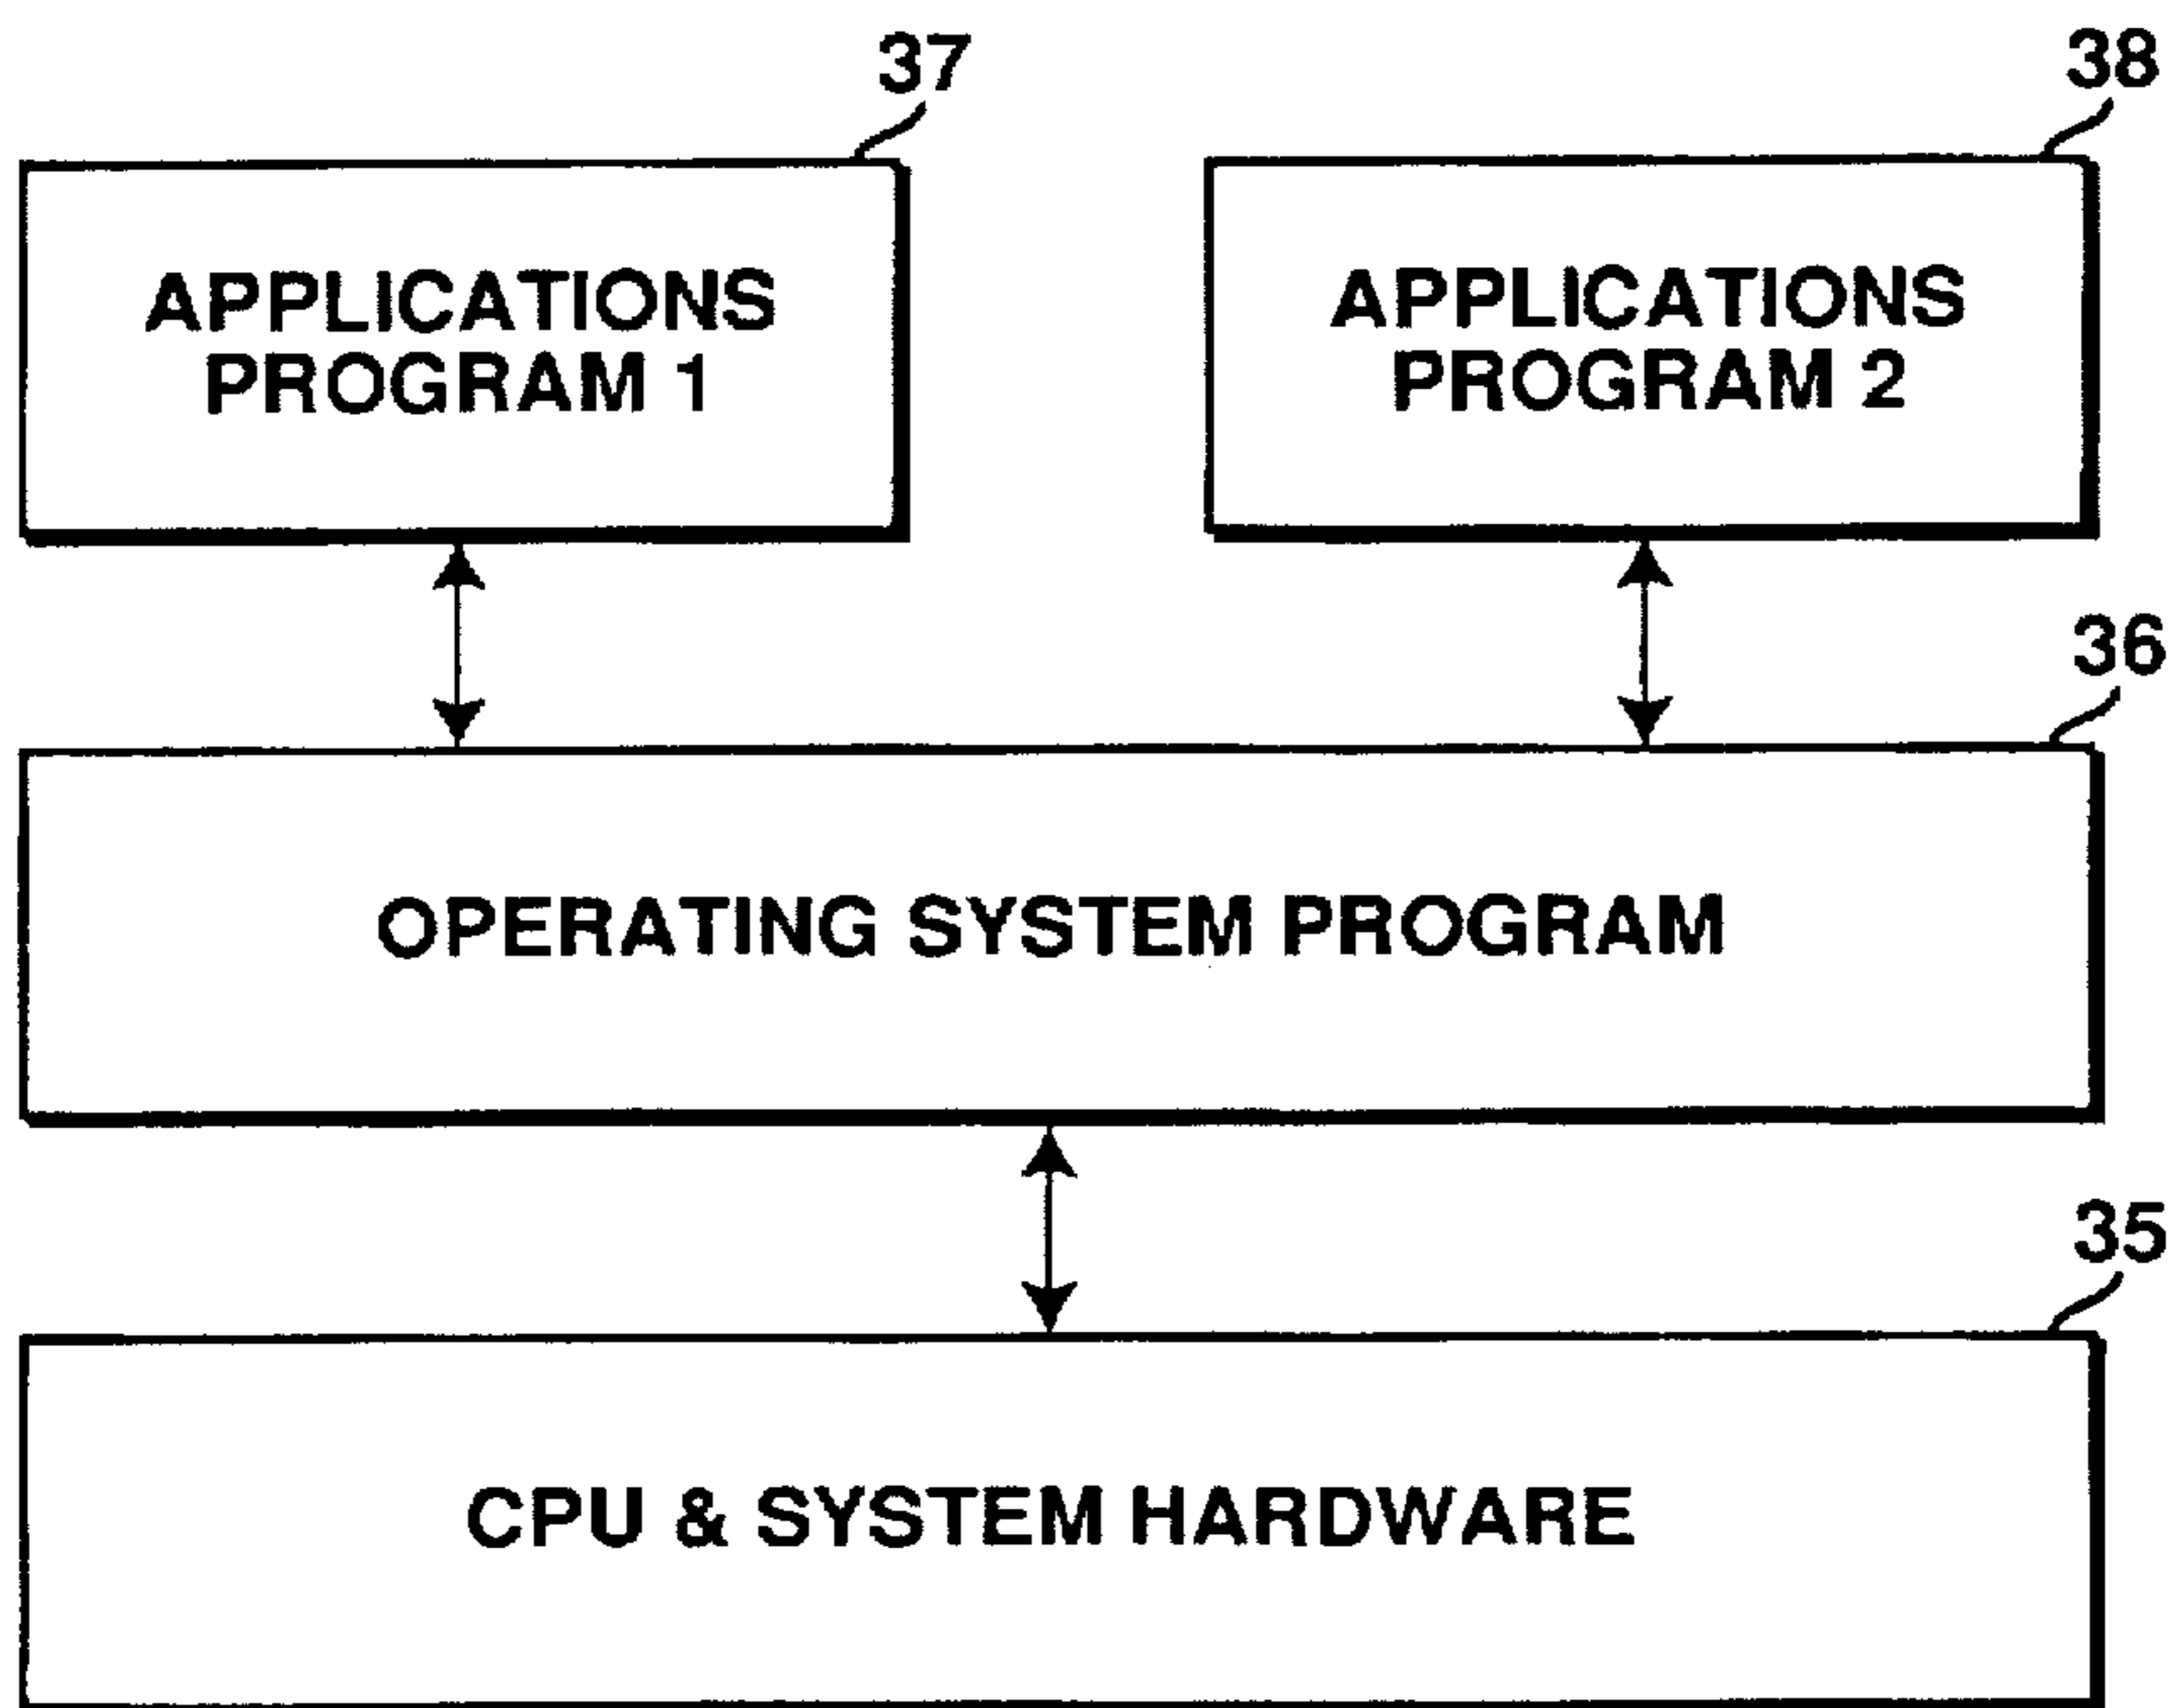 37
38
APPLICATIONS
PROGRAM 1
APPLICATIONS
PROGRAM 2
36
OPERATING SYSTEM PROGRAM
35
CPU & SYSTEM HARDWARE